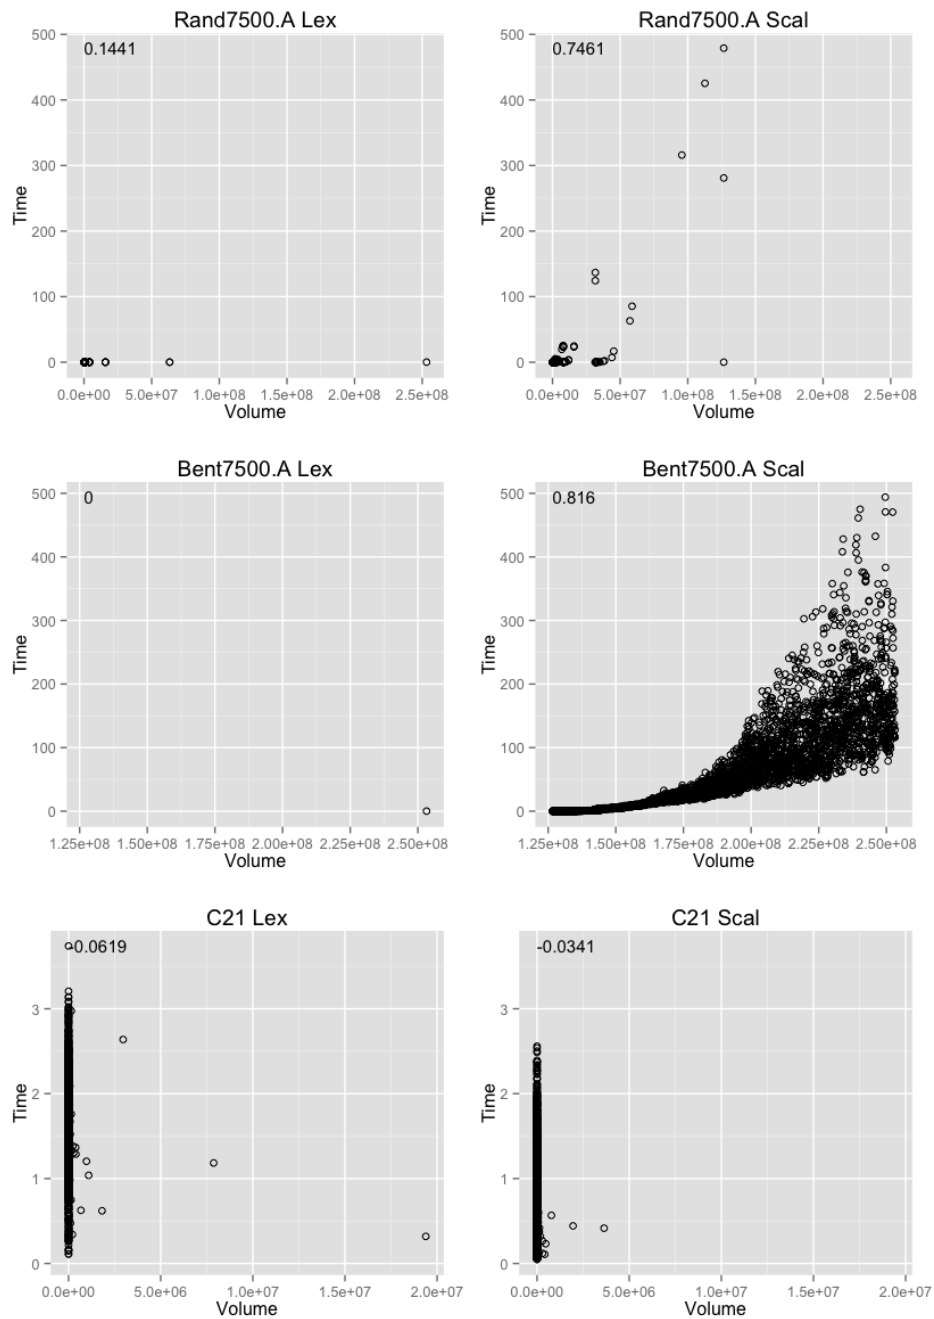 Rand7500.A Lex
0.1441
500
400
300
200
100
0
Time
0.0e+00 5.0e+07 1.0e+08 1.5e+08 2.0e+08 2.5e+08
Volume
Rand7500.A Scal
0.7461
500
400
300
200
100
0
Time
0.0e+00 5.0e+07 1.0e+08 1.5e+08 2.0e+08 2.5e+08
Volume
Bent7500.A Lex
0
500
400
300
200
100
0
Time
1.25e+08 1.50e+08 1.75e+08 2.00e+08 2.25e+08 2.50e+08
Volume
Bent7500.A Scal
0.816
500
400
300
200
100
0
Time
1.25e+08 1.50e+08 1.75e+08 2.00e+08 2.25e+08 2.50e+08
Volume
C21 Lex
-0.0619
3
2
1
0
Time
0.0e+00 5.0e+06 1.0e+07 1.5e+07 2.0e+07
Volume
C21 Scal
-0.0341
3
2
1
0
Time
0.0e+00 5.0e+06 1.0e+07 1.5e+07 2.0e+07
Volume